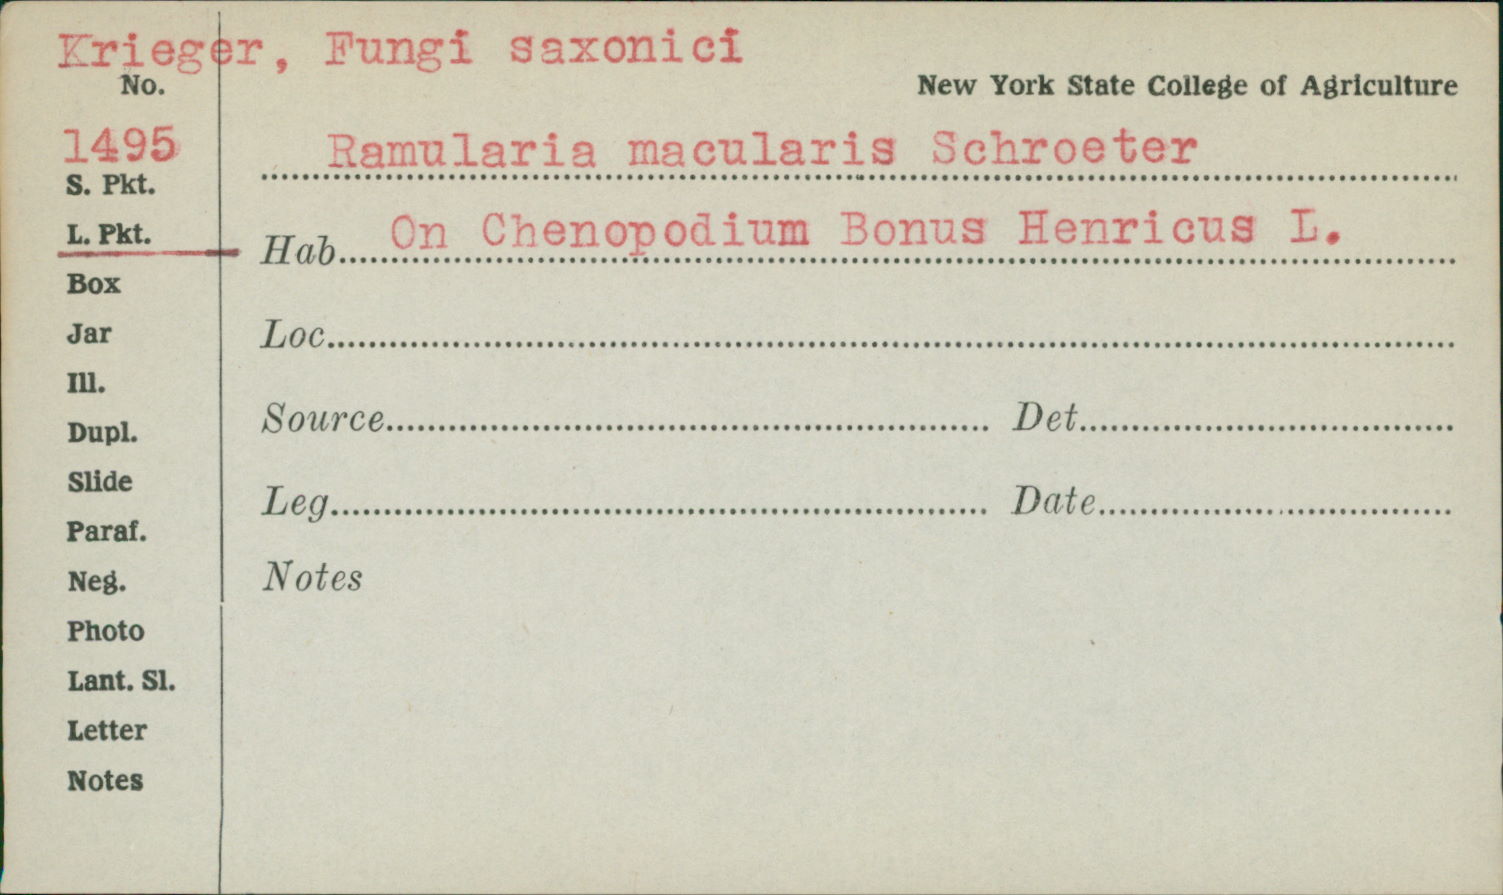 Krieger, Fungi saxonici
No.
New York State College of Agriculture
1495
Ramularia macularis Schroeter
S. Pkt.
L. Pkt.
Hab. On Chenopodium Bonus Henricus L.
Box
Jar
Loc.
Ill.
Dupl.
Source Det.
Slide
Leg. Date
Paraf.
Neg.
Notes
Photo
Lant. Sl.
Letter
Notes